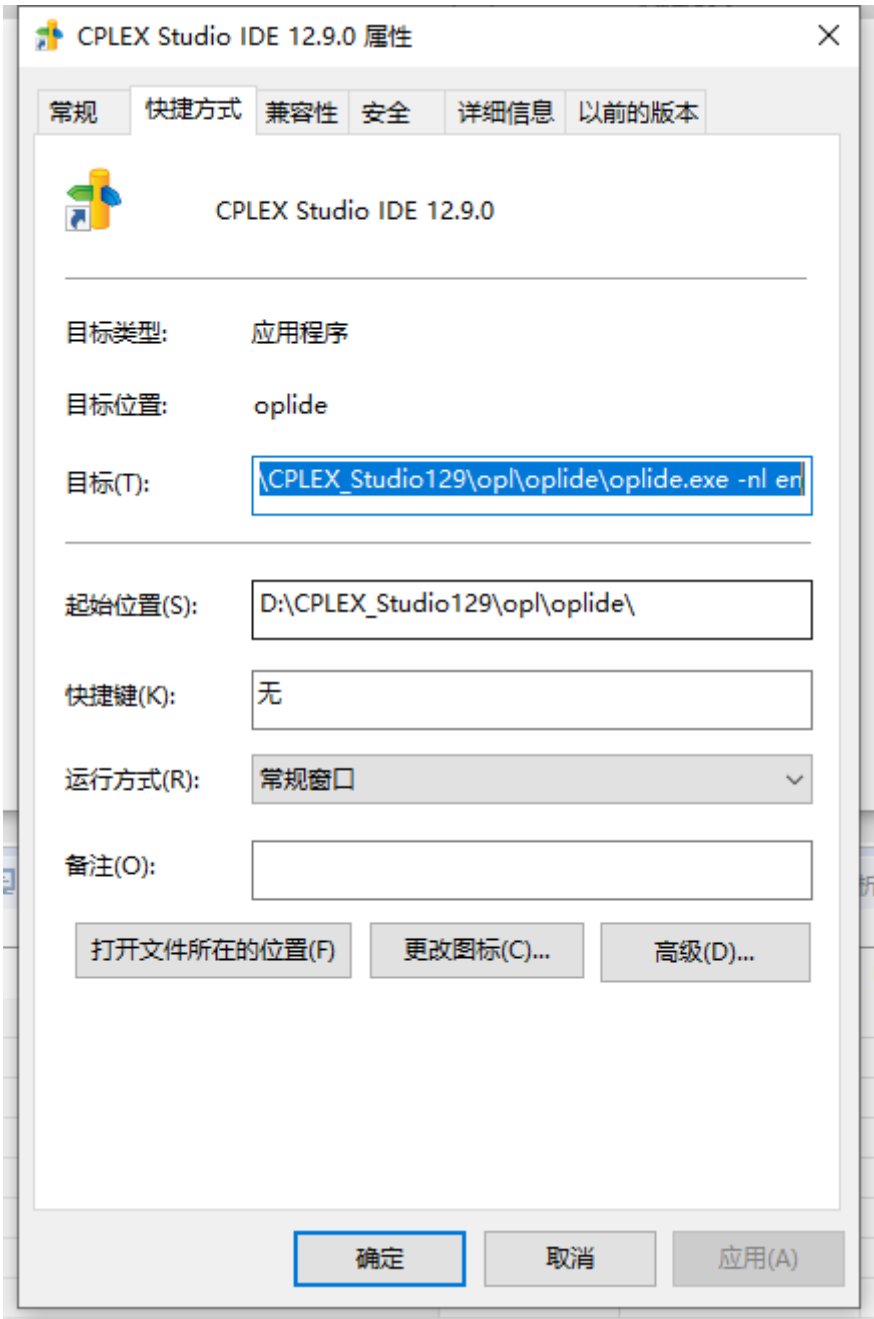 CPLEX Studio IDE 12.9.0 属性
常规 快捷方式 兼容性 安全 详细信息 以前的版本
CPLEX Studio IDE 12.9.0
目标类型: 应用程序
目标位置: oplide
目标(T): \CPLEX_Studio129\opl\oplide\oplide.exe -nl en
起始位置(S): D:\CPLEX_Studio129\opl\oplide\
快捷键(K): 无
运行方式(R): 常规窗口
备注(O):
打开文件所在的位置(F) 更改图标(C)... 高级(D)...
确定 取消 应用(A)